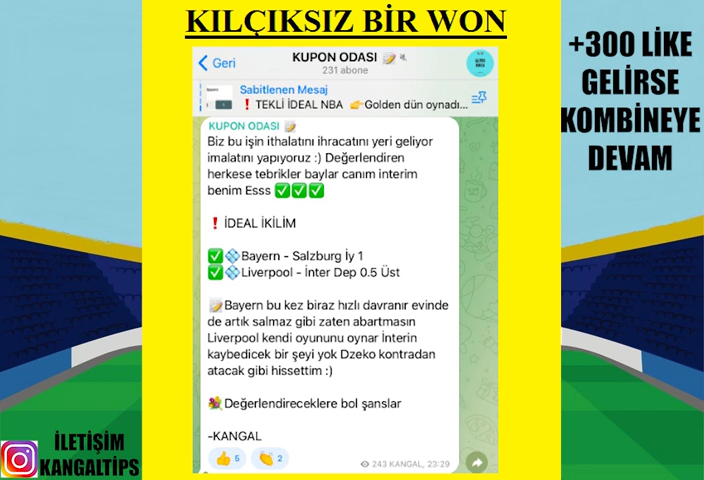 KILÇIKSIZ BİR WON
Geri
KUPON ODASI
231 abone
Sabitlenen Mesaj
TEKLİ İDEAL NBA 👉Golden dün oynadı...
KUPON ODASI 📝
Biz bu işin ithalatını ihracatını yeri geliyor
imalatını yapıyoruz :) Değerlendiren
herkese tebrikler baylar canım interim
benim Esss ✅✅✅
❗ İDEAL İKİLİM
✅💠Bayern - Salzburg İy 1
✅💠Liverpool - İnter Dep 0.5 Üst
📝Bayern bu kez biraz hızlı davranır evinde
de artık salmaz gibi zaten abartmasın
Liverpool kendi oyununu oynar İnterin
kaybedicek bir şeyi yok Dzeko kontradan
atacak gibi hissettim :)
💐Değerlendireceklere bol şanslar
-KANGAL
👍 5 👏 2
243 KANGAL, 23:29
+300 LİKE
GELİRSE
KOMBİNEYE
DEVAM
İLETİŞİM
KANGALTİPS